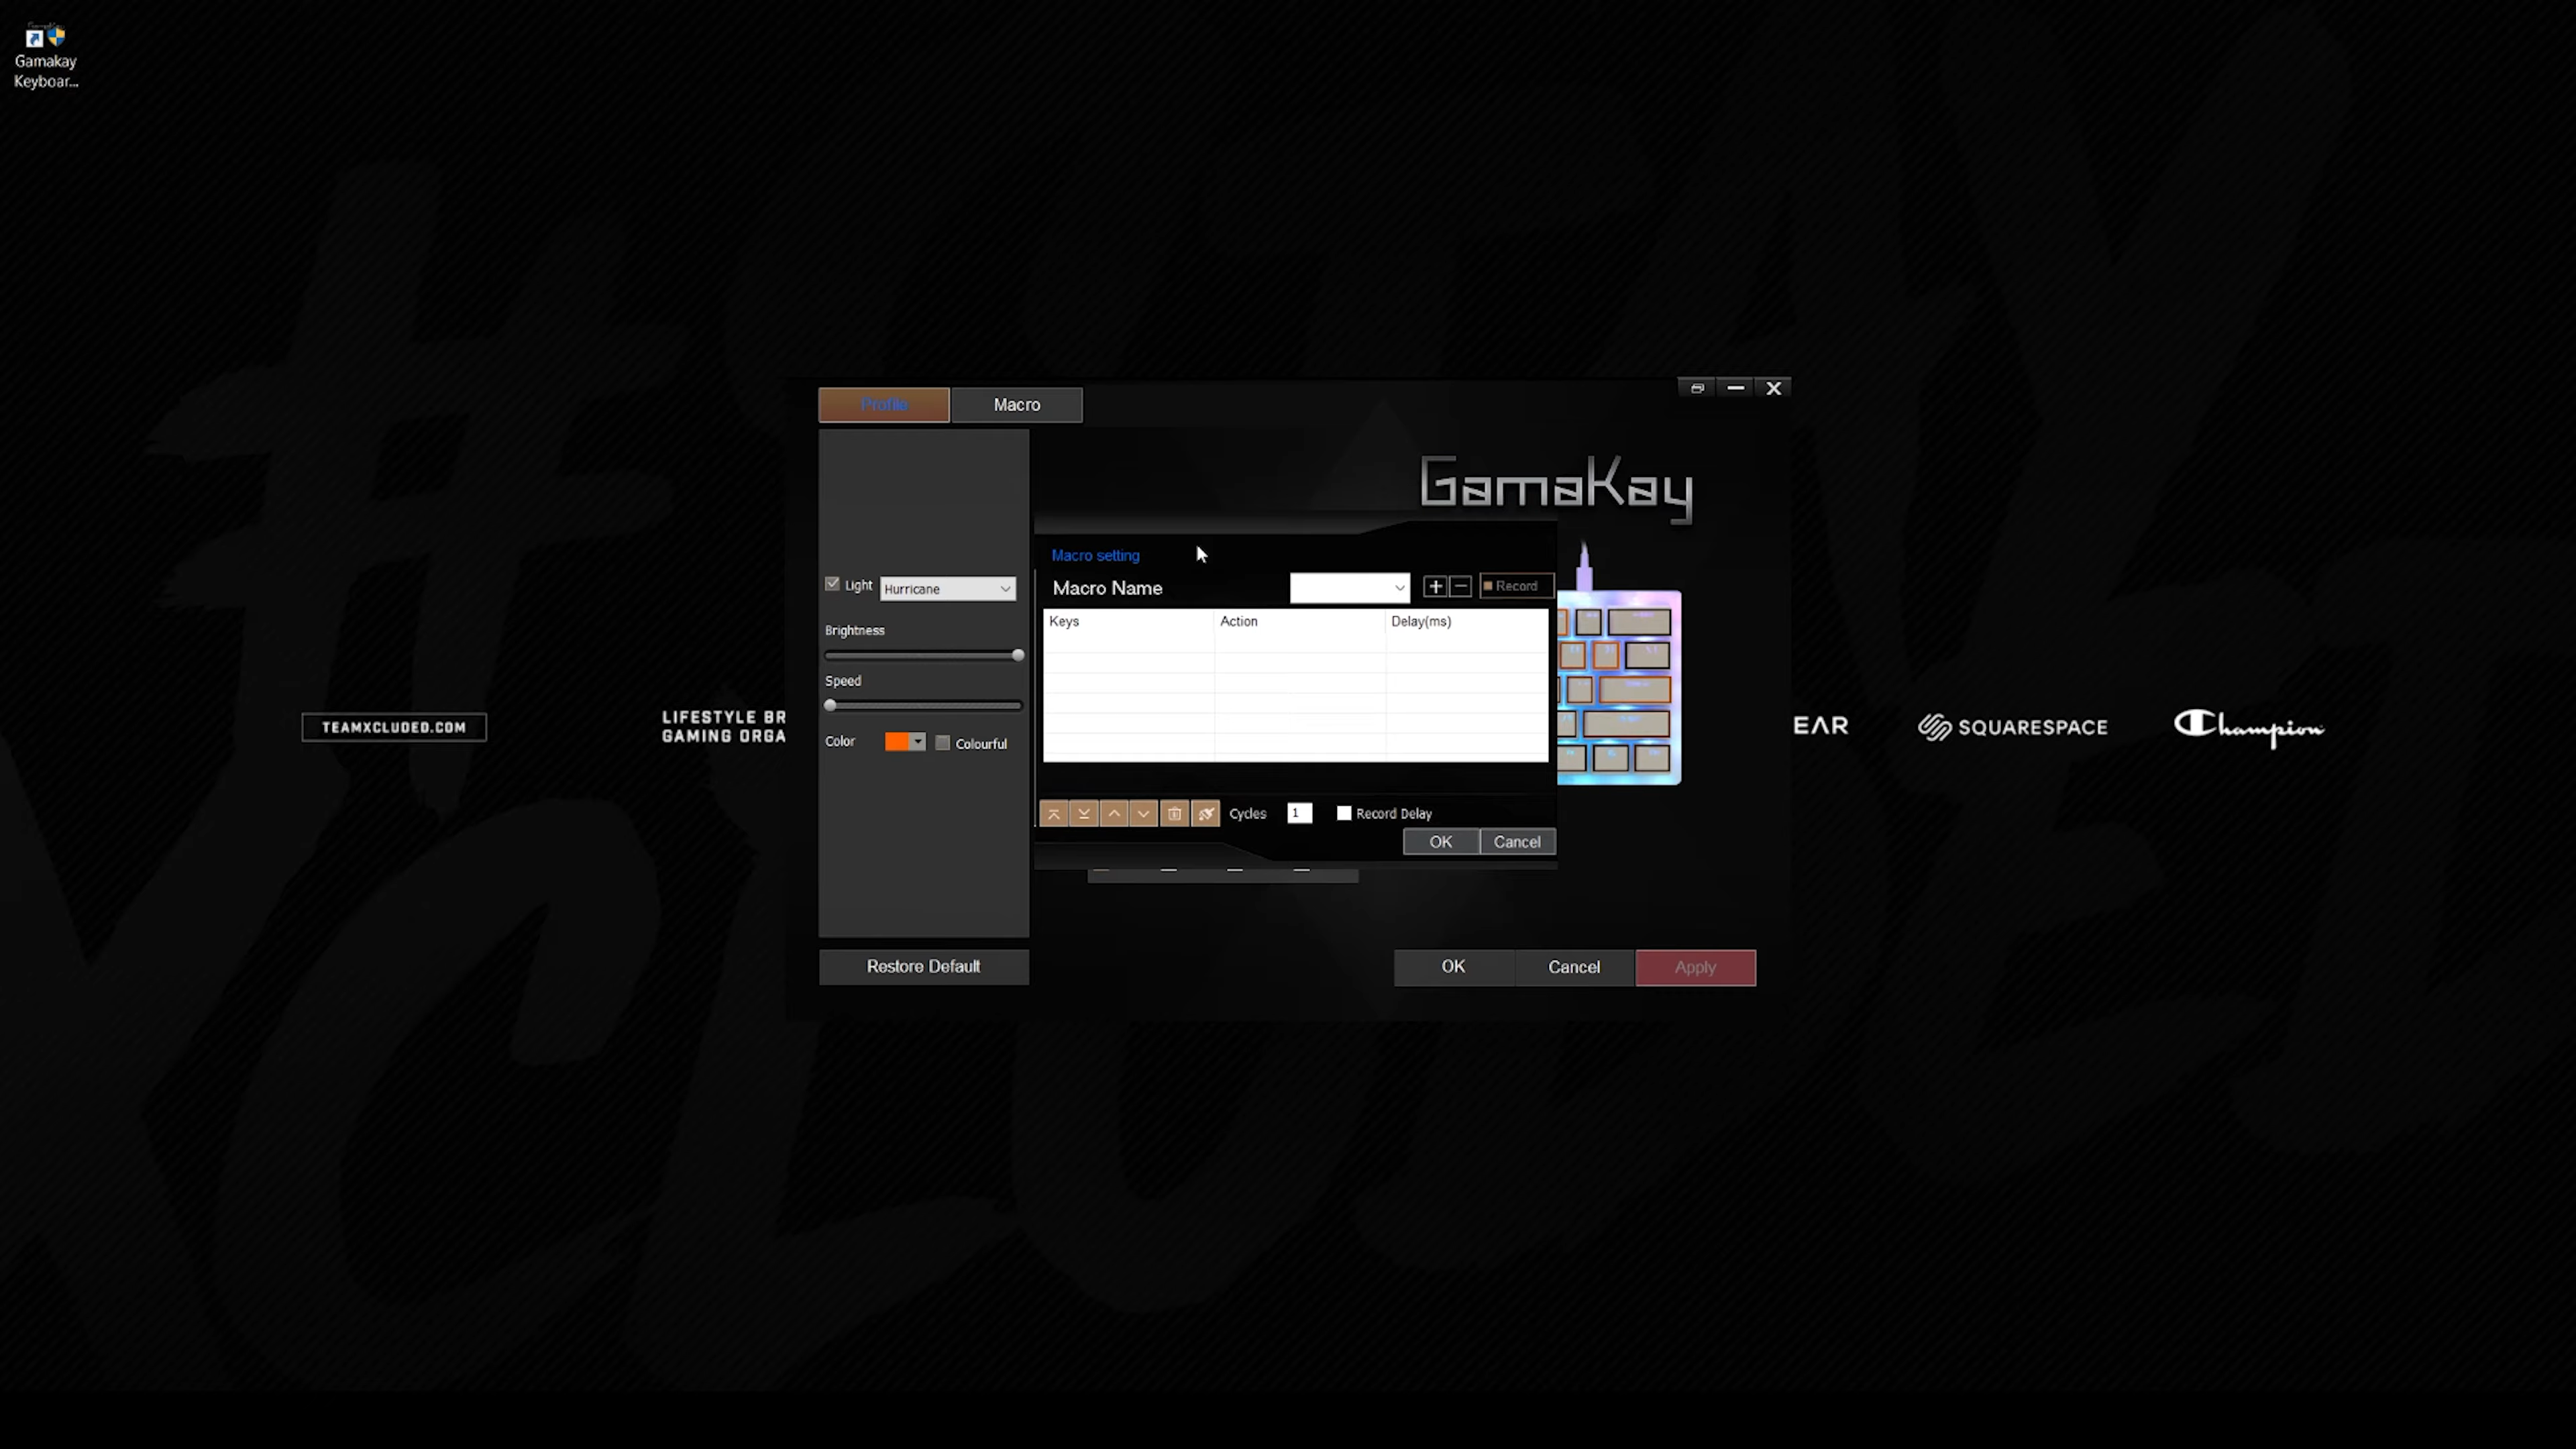 Gamakay
Keyboar...
Profile
Macro
GamaKay
Macro setting
Macro Name
Record
Light
Hurricane
Keys
Action
Delay(ms)
Brightness
Speed
TEAMXCLUDED.COM
LIFESTYLE BR
GAMING ORGA
EAR
SQUARESPACE
Champion
Color
Colourful
Cycles
1
Record Delay
OK
Cancel
Restore Default
OK
Cancel
Apply